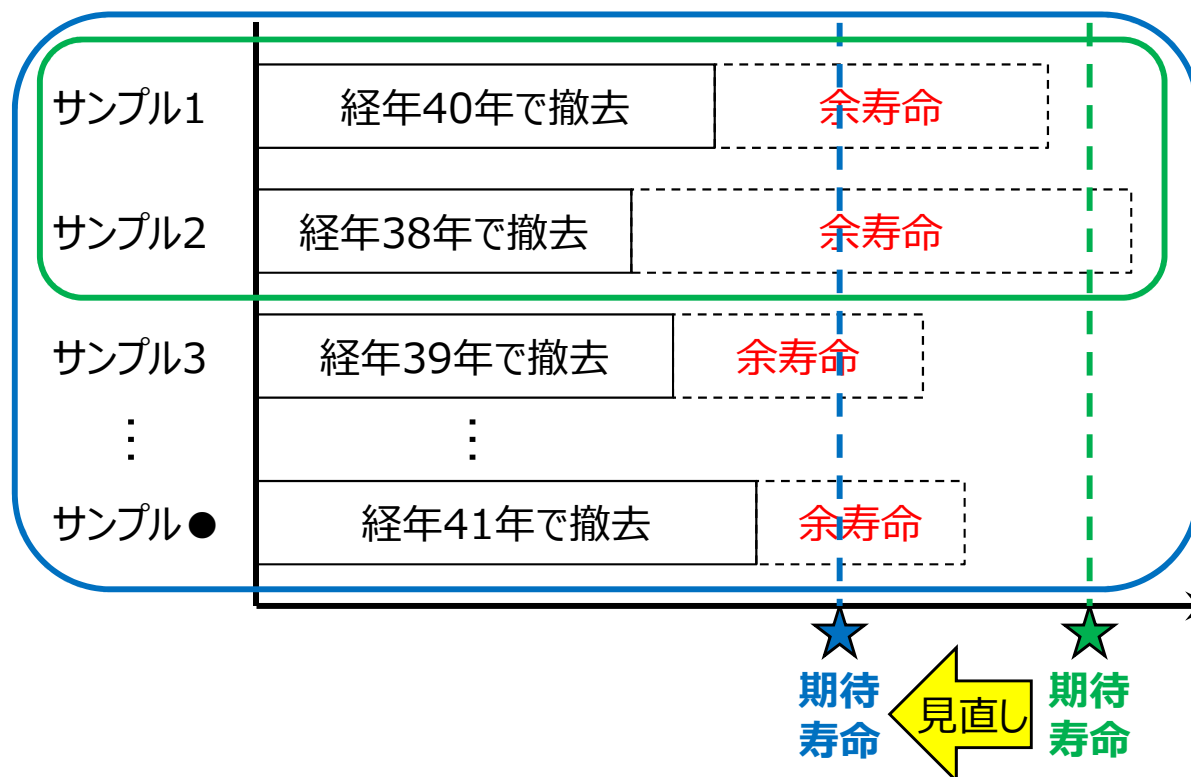 サンプル1
経年40年で撤去
余寿命
サンプル2
経年38年で撤去
余寿命
サンプル3
経年39年で撤去
余寿命
⋮
⋮
サンプル●
経年41年で撤去
余寿命
期待
寿命
見直し
期待
寿命